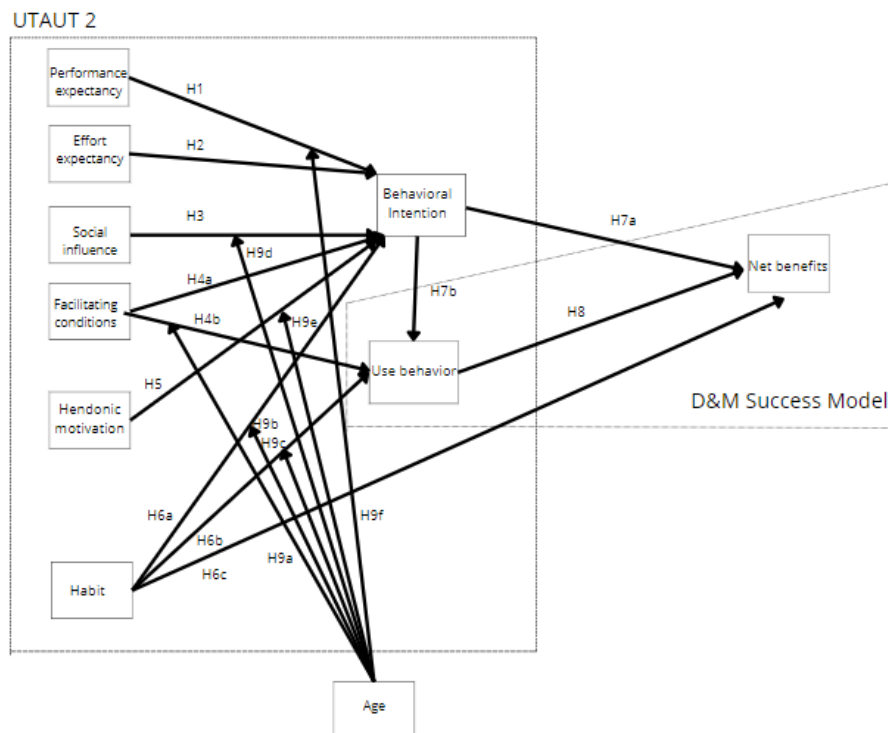 UTAUT 2
Performance
expectancy
H1
Effort
expectancy
H2
Behavioral
Intention
Social
influence
H3
H9d
H7a
Net benefits
H4a
Facilitating
conditions
H4b
H9e
H7b
H8
Use behavior
H5
Hendonic
motivation
D&M Success Model
H9b
H9c
H6a
H9f
H6b
H9a
H6c
Habit
Age